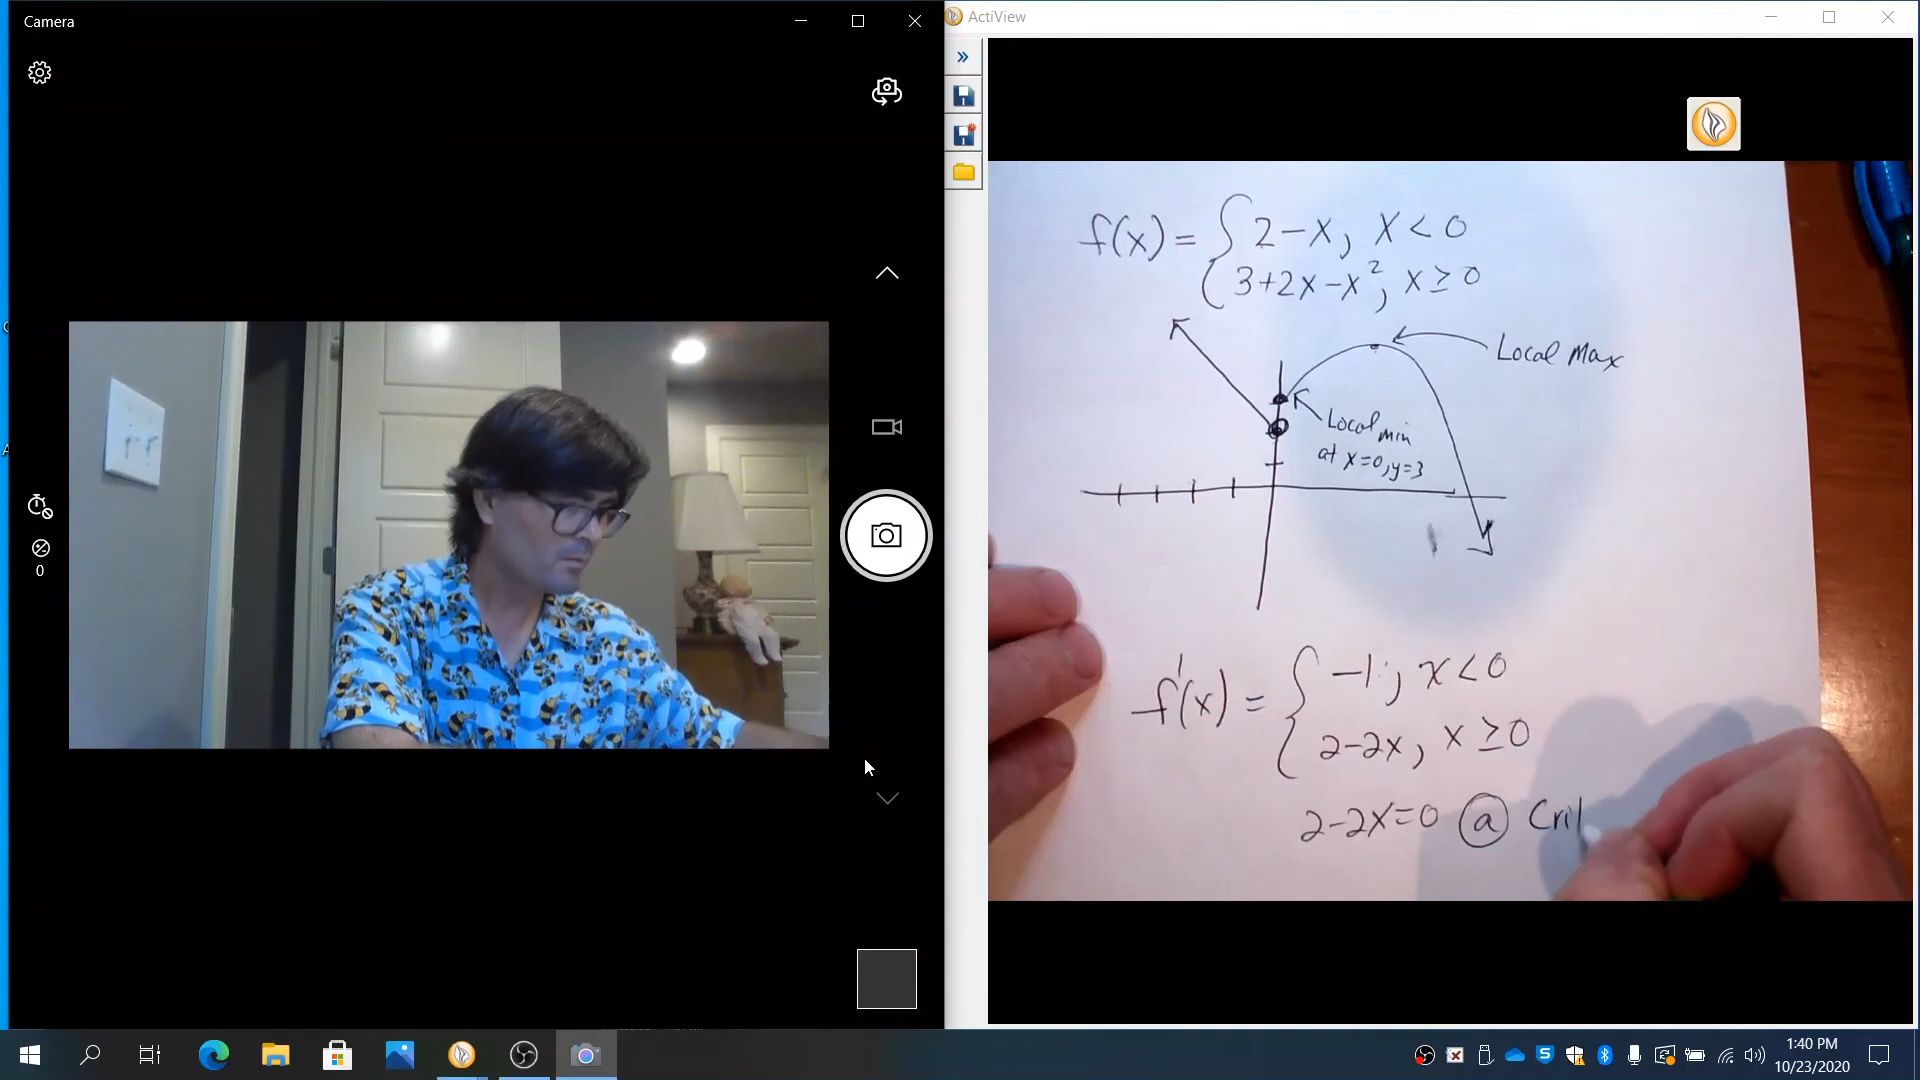 Camera
ActiView
0
f(x) = { 2-x, x < 0
3+2x-x², x ≥ 0
Local Max
Local min
at x=0, y=3
f'(x) = { -1, x<0
2-2x, x ≥ 0
2-2x=0 @ Crit
1:40 PM
10/23/2020